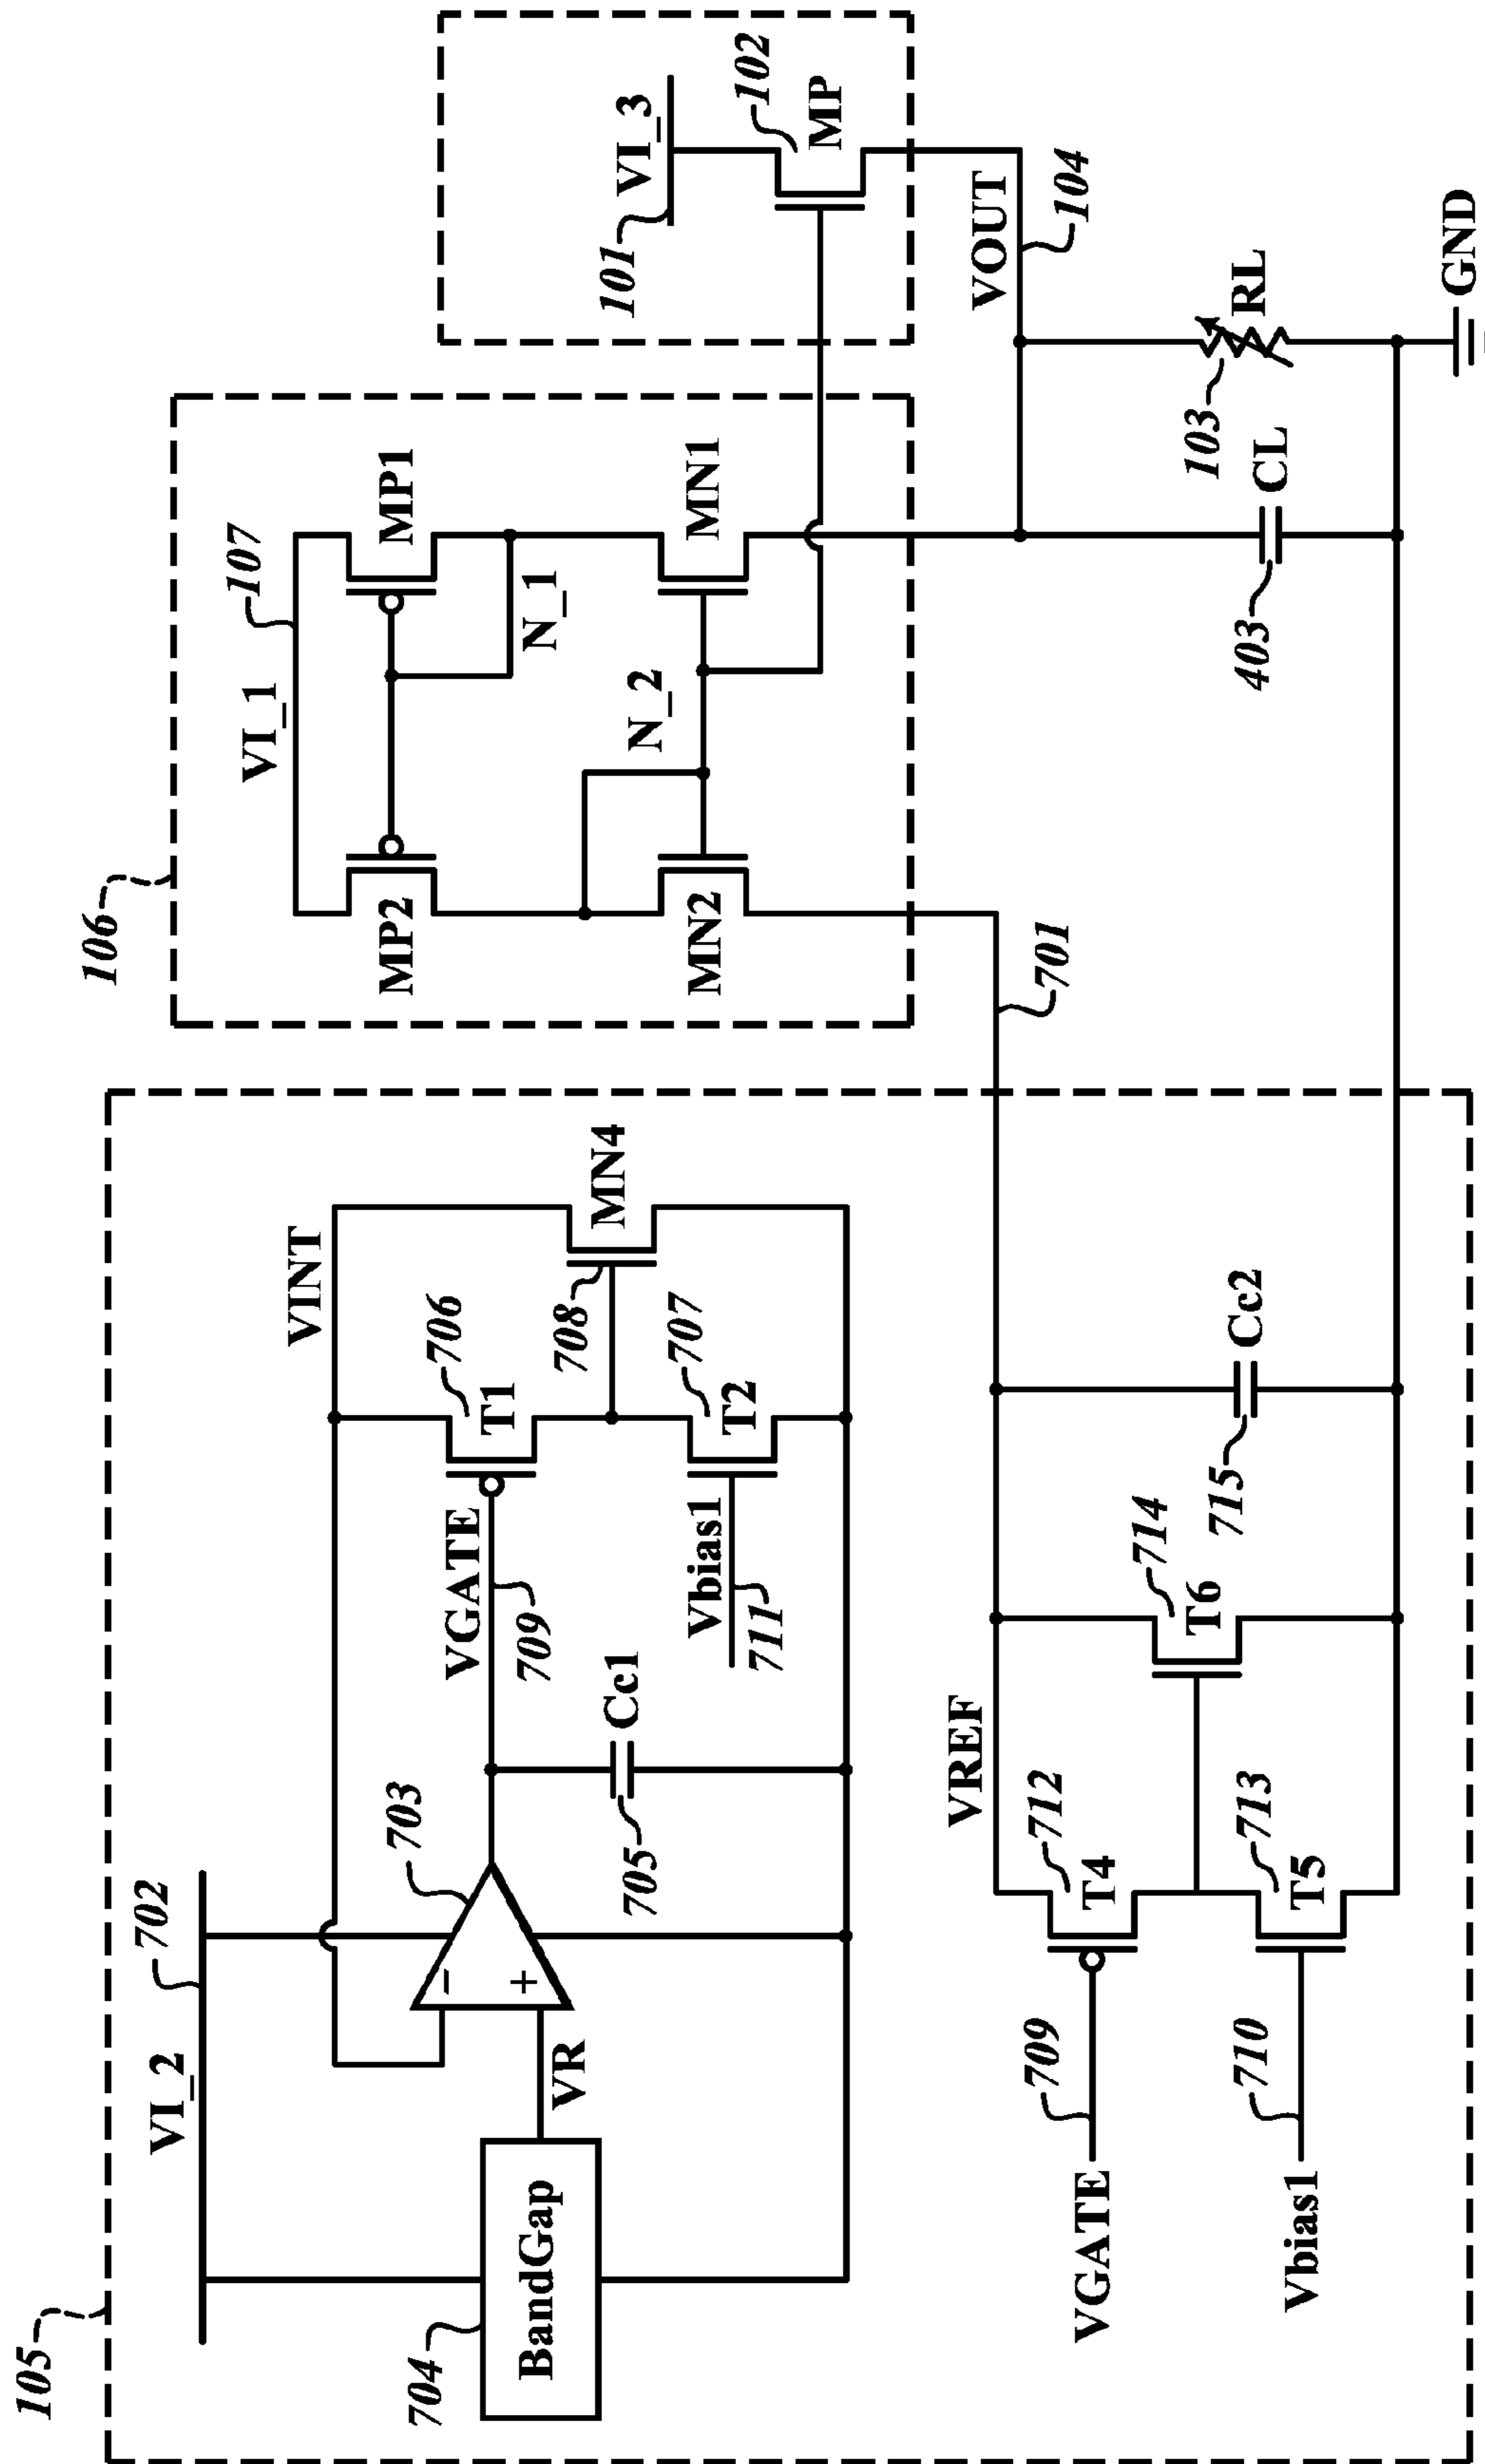 105
VI_2
702
704
BandGap
VR
703
−
+
VINT
VGATE
709
705
Cc1
706
T1
Vbias1
711
707
T2
708
MN4
VREF
VGATE
709
712
T4
Vbias1
710
713
T5
714
T6
715
Cc2
701
106
VI_1
107
MP2
MP1
N_1
N_2
MN2
MN1
101
VI_3
102
MP
VOUT
104
403
CL
103
RL
GND